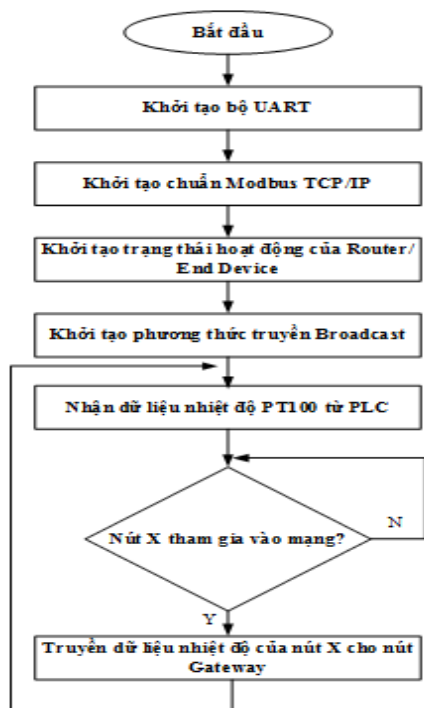 Bắt đầu
Khởi tạo bộ UART
Khởi tạo chuẩn Modbus TCP/IP
Khởi tạo trạng thái hoạt động của Router/
End Device
Khởi tạo phương thức truyền Broadcast
Nhận dữ liệu nhiệt độ PT100 từ PLC
Nút X tham gia vào mạng?
N
Y
Truyền dữ liệu nhiệt độ của nút X cho nút
Gateway